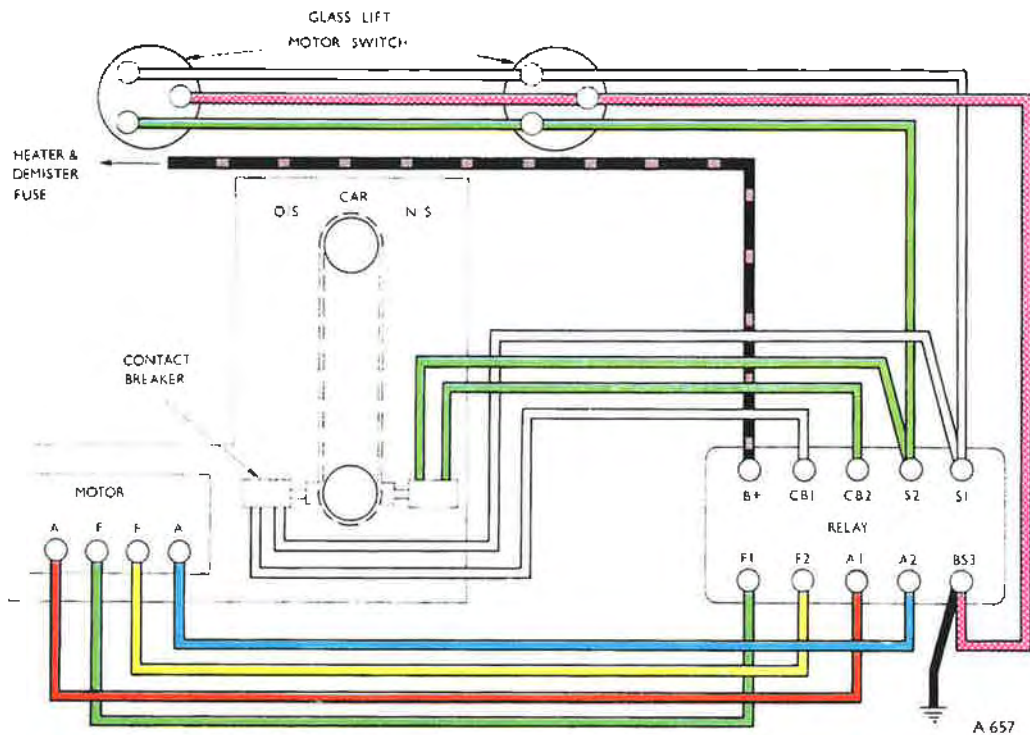 GLASS LIFT
MOTOR SWITCH
HEATER &
DEMISTER
FUSE
CAR
O/S
N/S
CONTACT
BREAKER
MOTOR
A
F
F
A
B+
CB1
CB2
S2
S1
RELAY
F1
F2
A1
A2
BS3
A 657